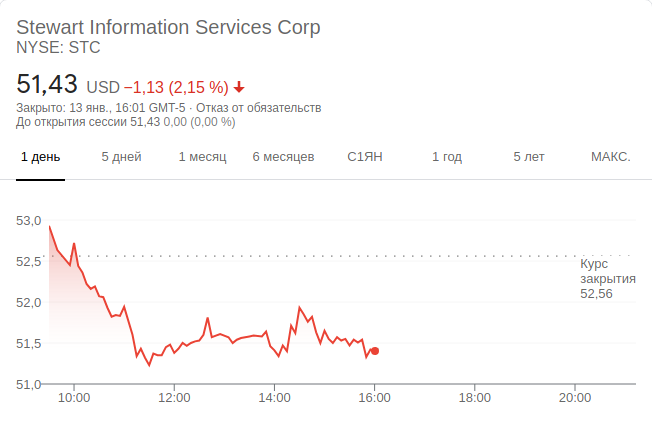 Stewart Information Services Corp
NYSE: STC
51,43 USD −1,13 (2,15 %)
Закрыто: 13 янв., 16:01 GMT-5 · Отказ от обязательств
До открытия сессии 51,43 0,00 (0,00 %)
1 день 5 дней 1 месяц 6 месяцев С1ЯН 1 год 5 лет МАКС.
53,0
52,5
Курс
закрытия
52,56
52,0
51,5
51,0
10:00 12:00 14:00 16:00 18:00 20:00